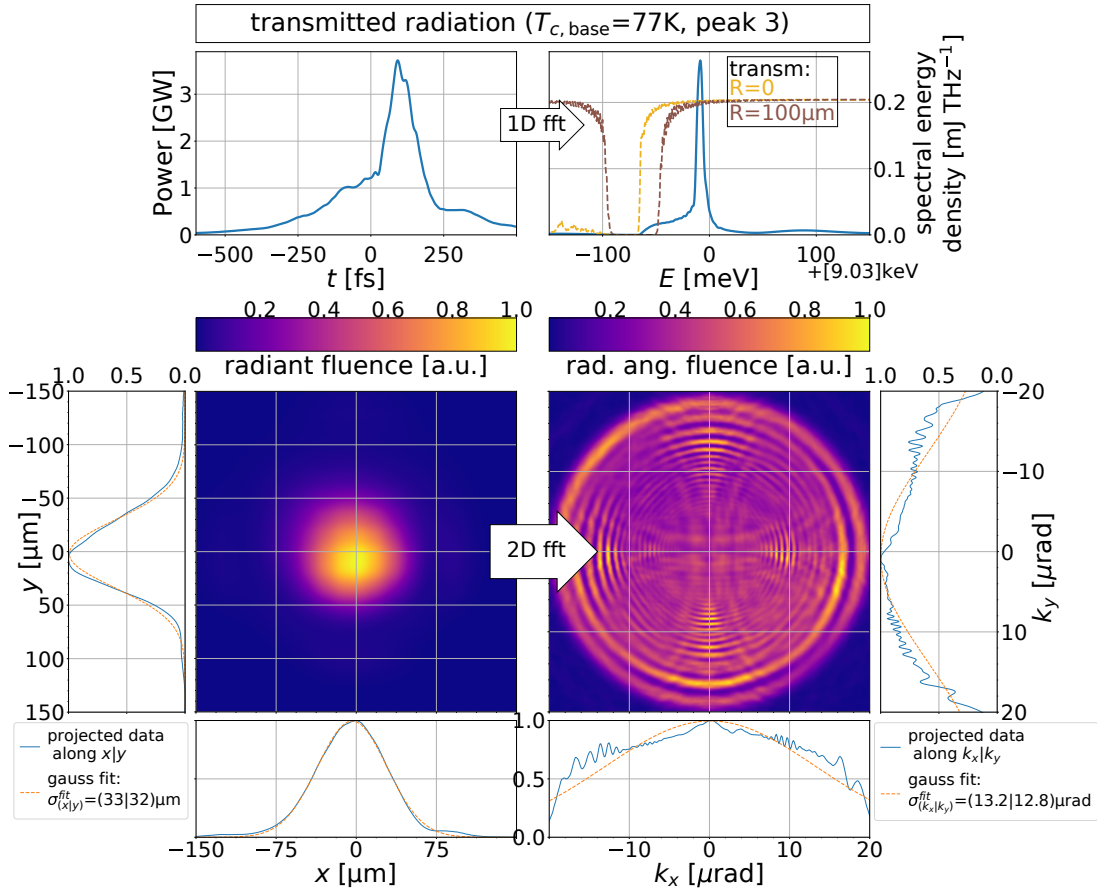 transmitted radiation (T_c, base=77K, peak 3)
Power [GW]
3
2
1
0
−500 −250 0 250
t [fs]
1D fft
transm:
R=0
R=100µm
0.2
0.1
0.0
spectral energy
density [mJ THz⁻¹]
−100 0 100
+[9.03]keV
E [meV]
0.2 0.4 0.6 0.8 1.0
radiant fluence [a.u.]
0.2 0.4 0.6 0.8 1.0
rad. ang. fluence [a.u.]
1.0 0.5 0.0
−150
−100
−50
0
50
100
150
y [µm]
2D fft
1.0 0.5 0.0
−20
−10
0
10
20
k_y [µrad]
projected data
along x|y
gauss fit:
σ^fit_(x|y)=(33|32)µm
−150 −75 0 75
x [µm]
1.0
0.5
0.0
−20 −10 0 10 20
k_x [µrad]
projected data
along k_x|k_y
gauss fit:
σ^fit_(k_x|k_y)=(13.2|12.8)µrad